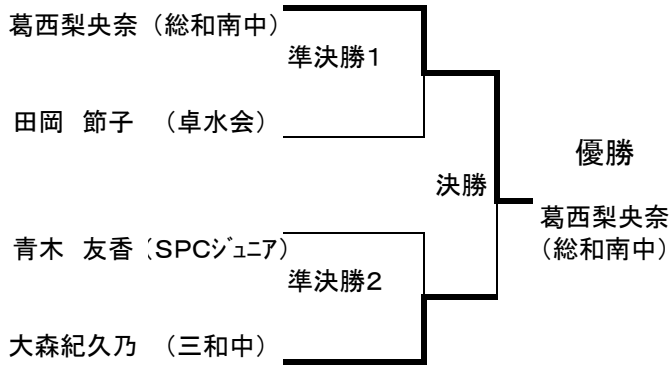 葛西梨央奈 (総和南中)
準決勝1
田岡 節子 (卓水会)
決勝
優勝
葛西梨央奈
(総和南中)
青木 友香(SPCジュニア)
準決勝2
大森紀久乃 (三和中)